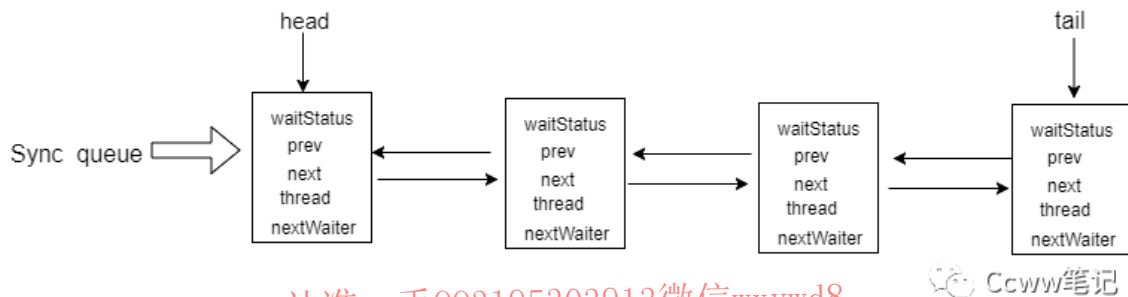 head
tail
Sync queue
waitStatus
prev
next
thread
nextWaiter
waitStatus
prev
next
thread
nextWaiter
waitStatus
prev
next
thread
nextWaiter
waitStatus
prev
next
thread
nextWaiter
Ccww笔记